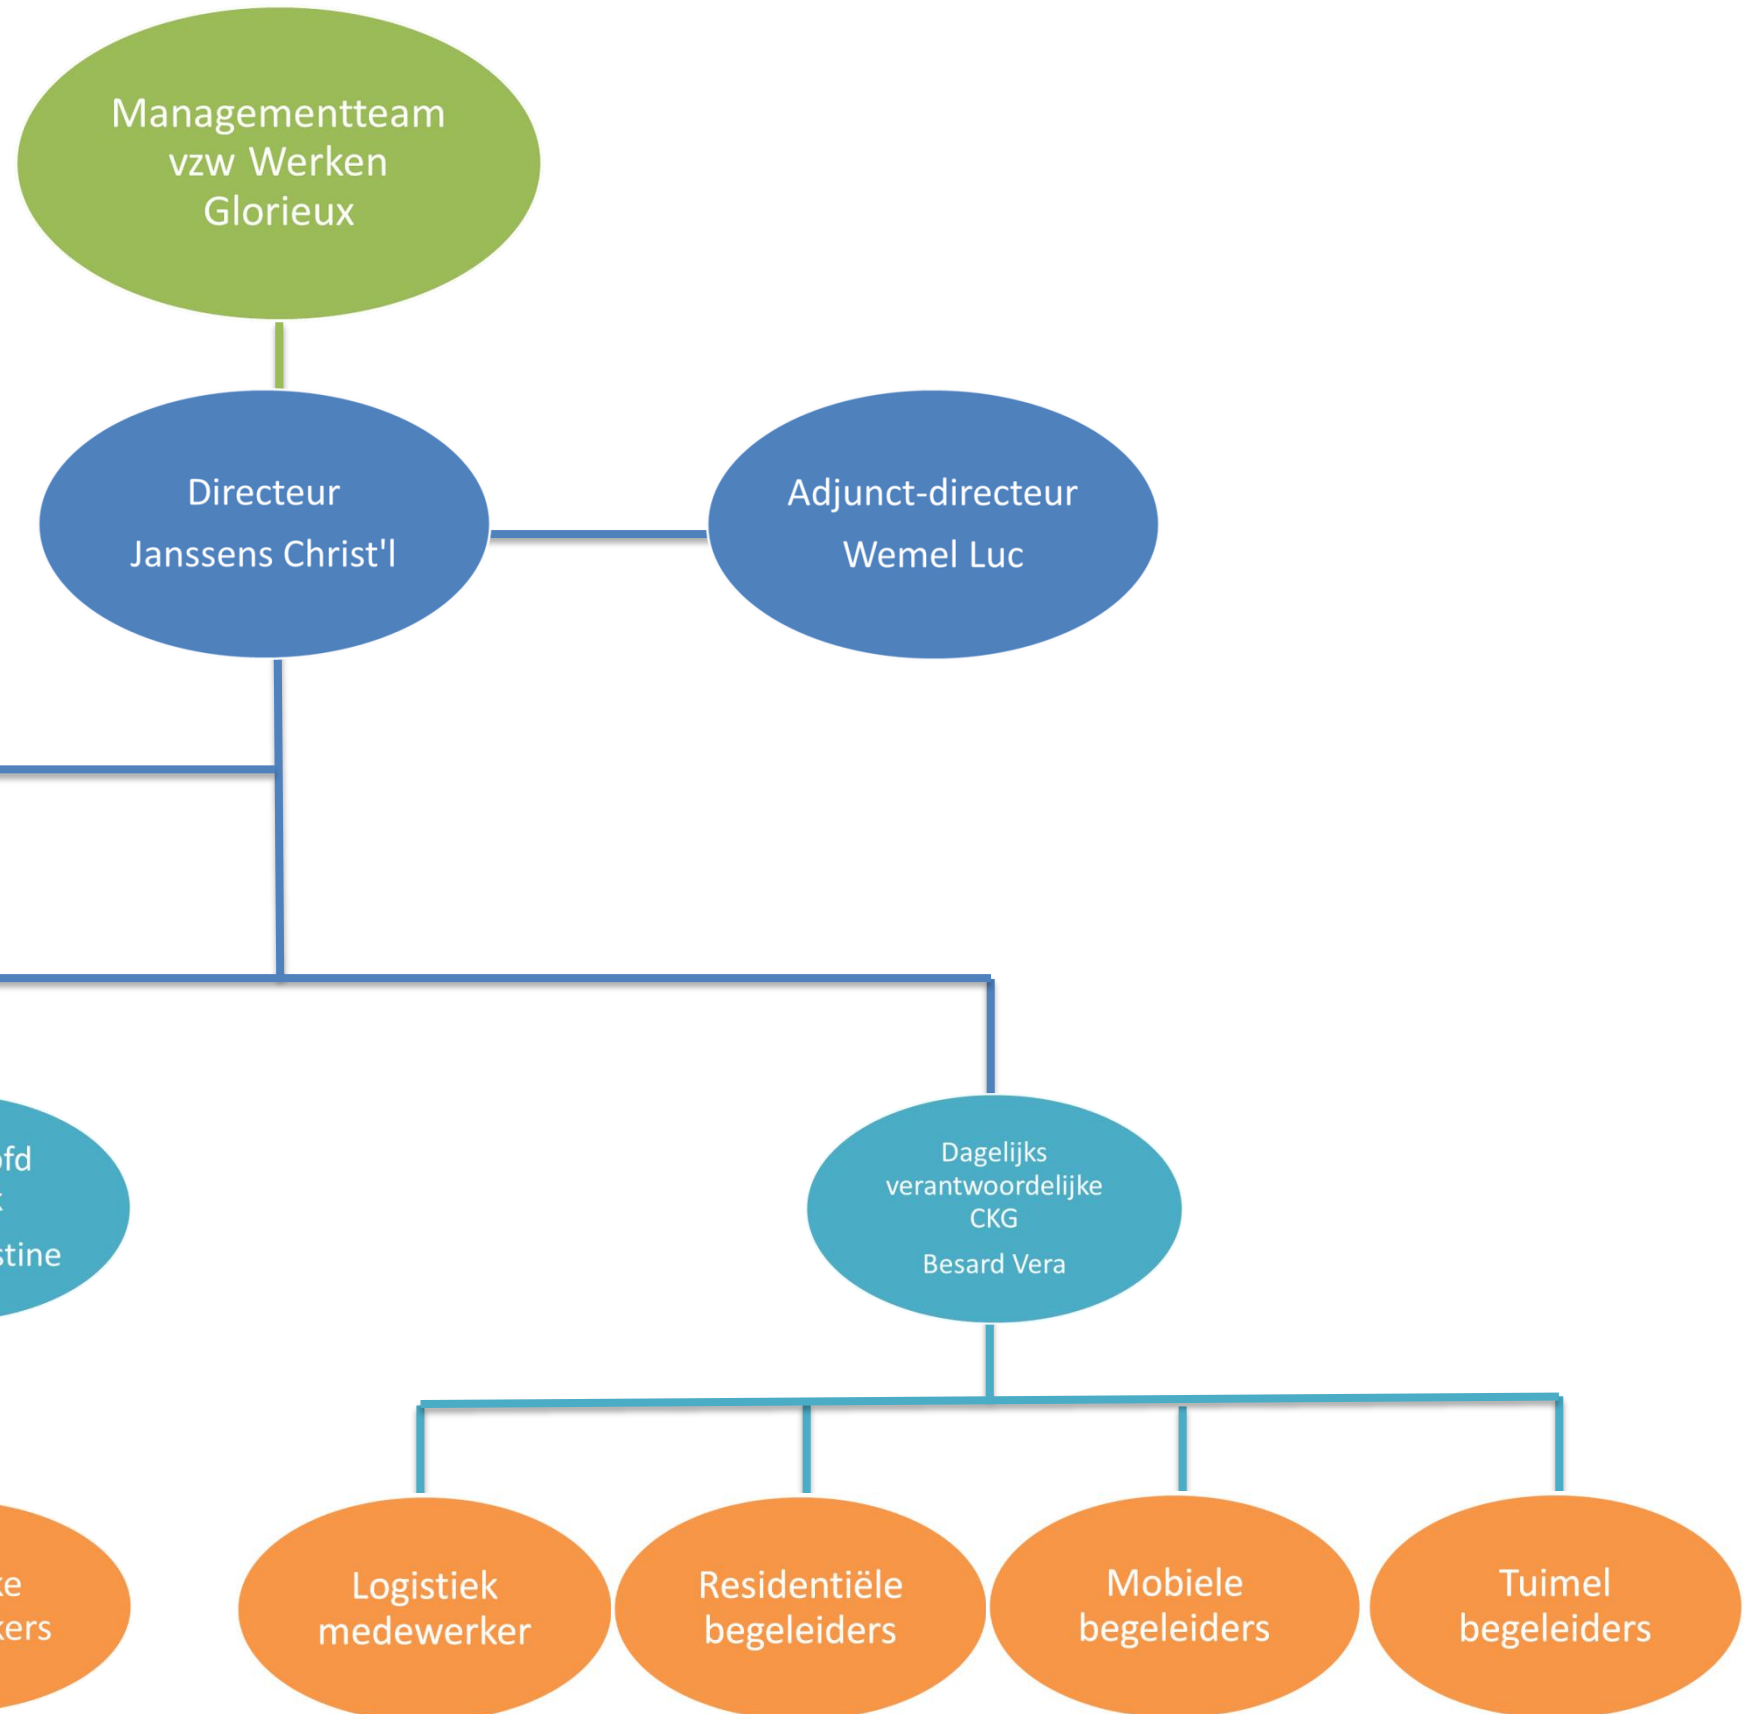 Managementteam
vzw Werken
Glorieux
Directeur
Janssens Christ'l
Adjunct-directeur
Wemel Luc
Dagelijks
verantwoordelijke
CKG
Besard Vera
Logistiek
medewerker
Residentiële
begeleiders
Mobiele
begeleiders
Tuimel
begeleiders